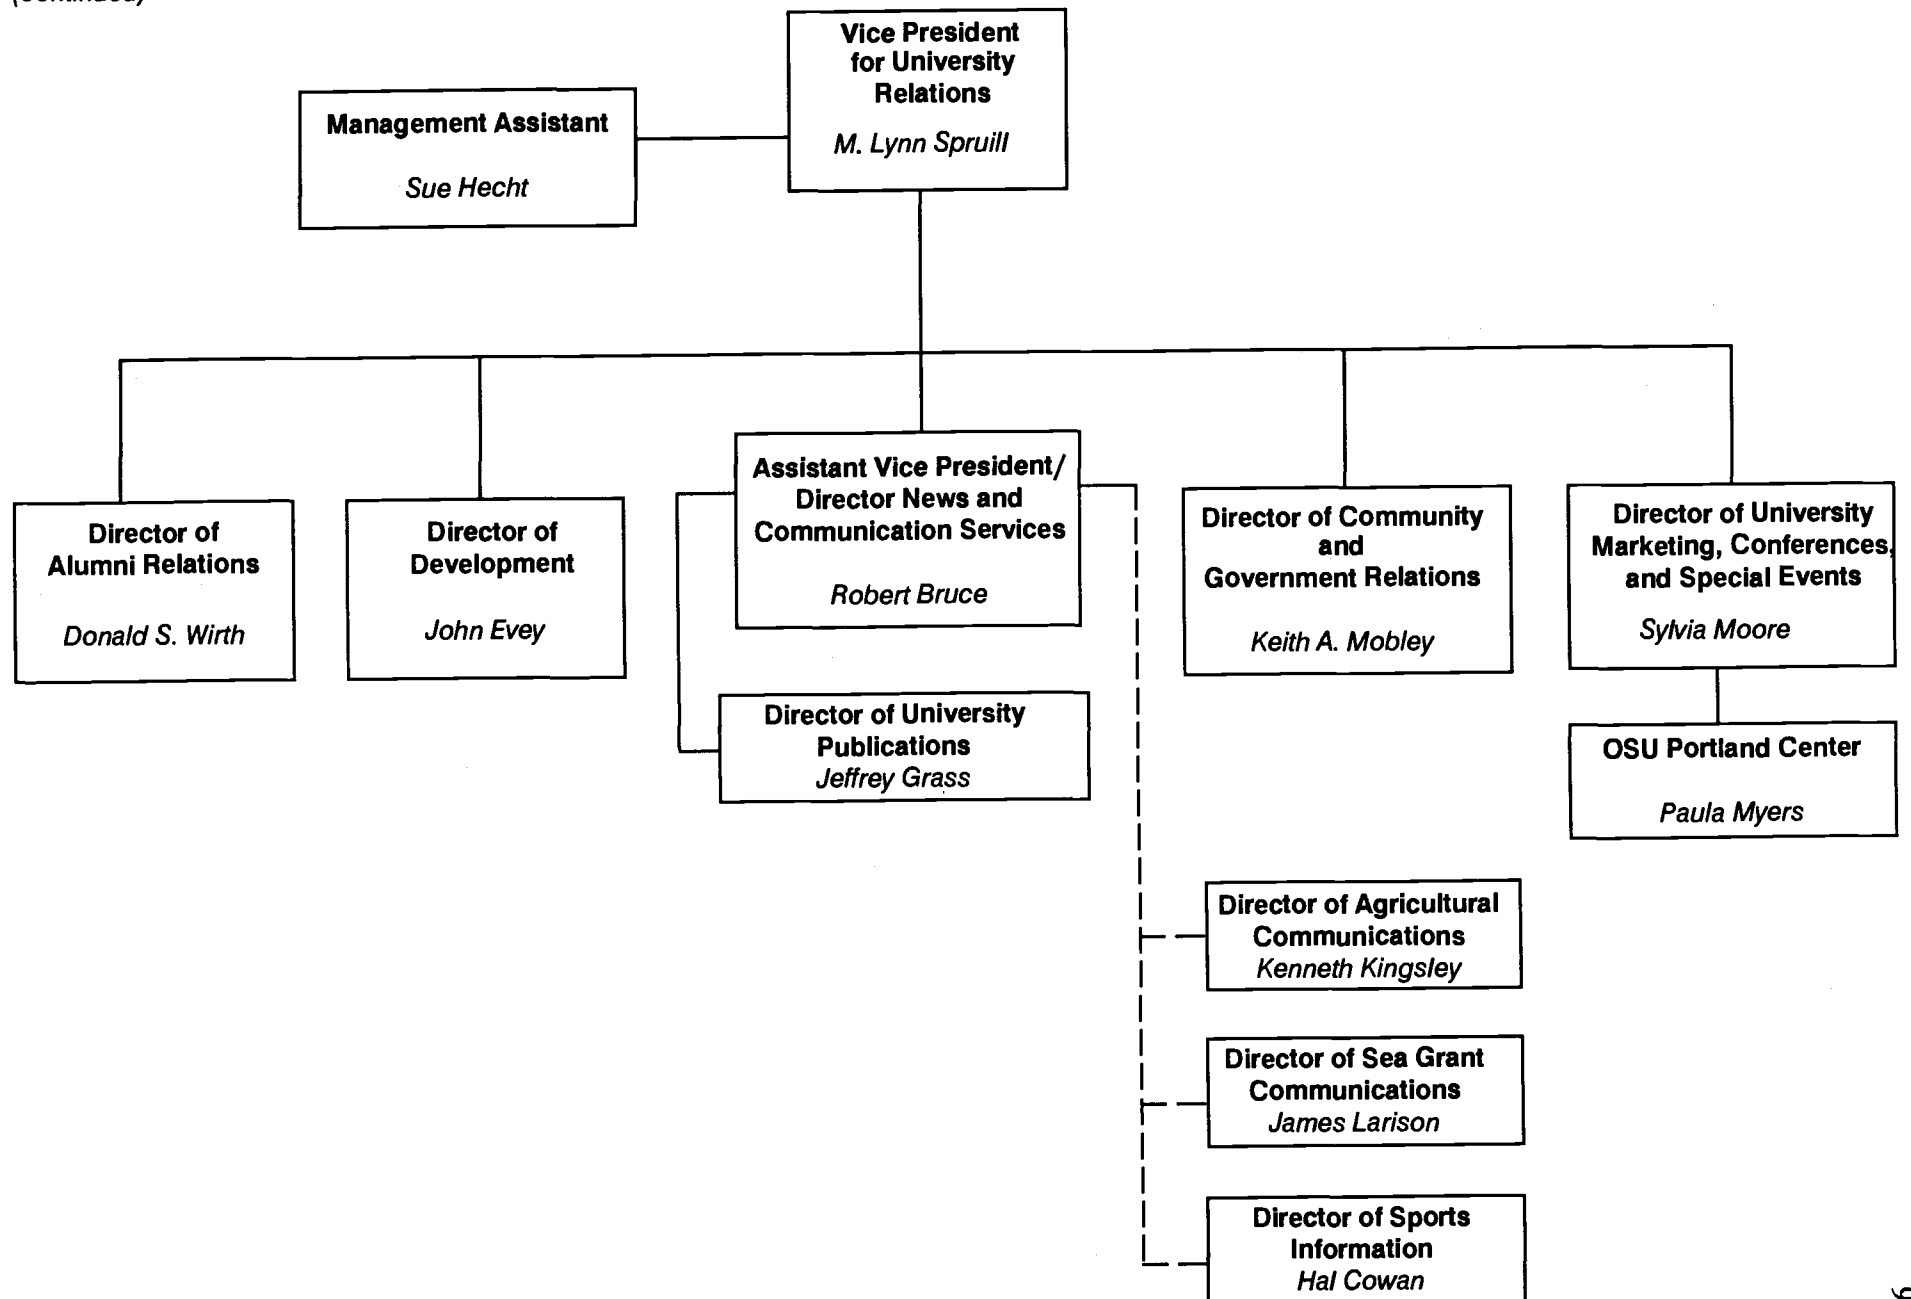 (continued)
Vice President
for University
Relations
M. Lynn Spruill
Management Assistant
Sue Hecht
Director of
Alumni Relations
Donald S. Wirth
Director of
Development
John Evey
Assistant Vice President/
Director News and
Communication Services
Robert Bruce
Director of Community
and
Government Relations
Keith A. Mobley
Director of University
Marketing, Conferences,
and Special Events
Sylvia Moore
Director of University
Publications
Jeffrey Grass
OSU Portland Center
Paula Myers
Director of Agricultural
Communications
Kenneth Kingsley
Director of Sea Grant
Communications
James Larison
Director of Sports
Information
Hal Cowan